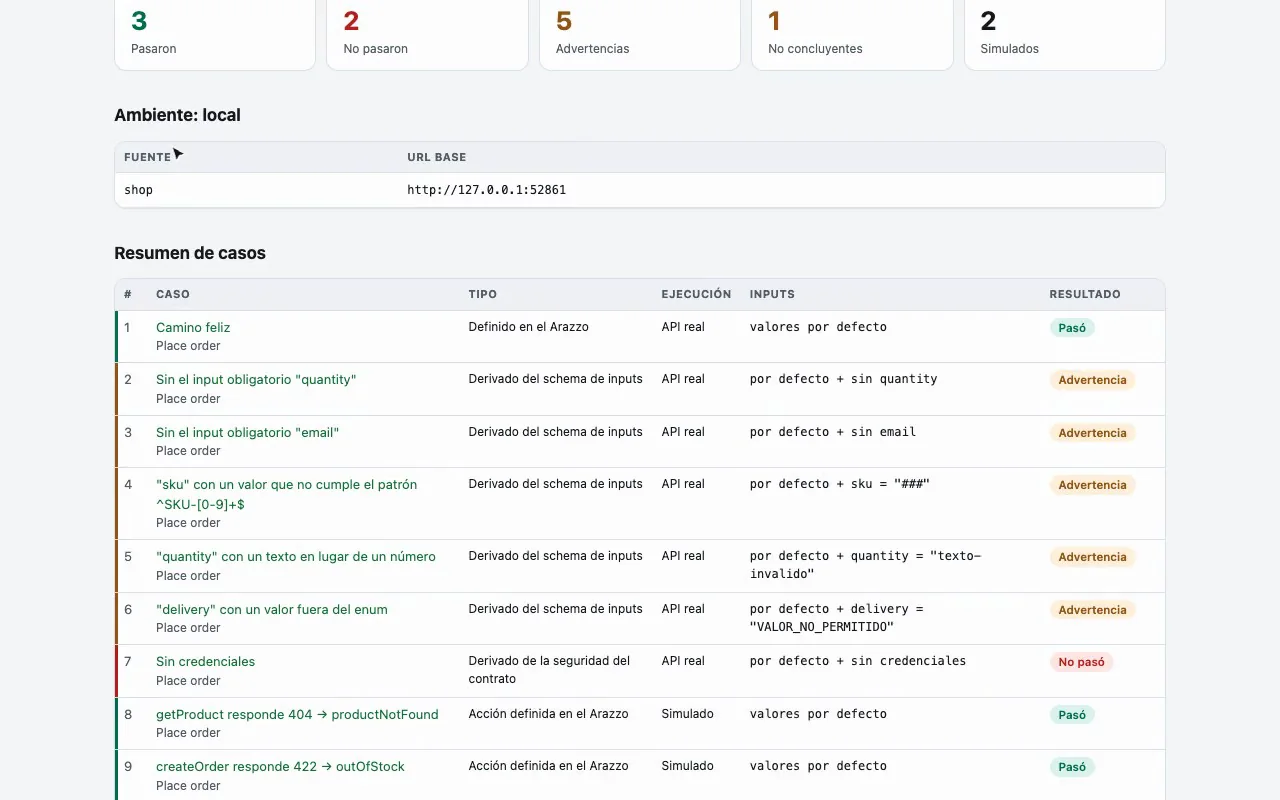 3
Pasaron
2
No pasaron
5
Advertencias
1
No concluyentes
2
Simulados
Ambiente: local
FUENTE URL BASE
shop http://127.0.0.1:52861
Resumen de casos
# CASO TIPO EJECUCIÓN INPUTS RESULTADO
1 Camino feliz Definido en el Arazzo API real valores por defecto Pasó
Place order
2 Sin el input obligatorio "quantity" Derivado del schema de inputs API real por defecto + sin quantity Advertencia
Place order
3 Sin el input obligatorio "email" Derivado del schema de inputs API real por defecto + sin email Advertencia
Place order
4 "sku" con un valor que no cumple el patrón Derivado del schema de inputs API real por defecto + sku = "###" Advertencia
^SKU-[0-9]+$
Place order
5 "quantity" con un texto en lugar de un número Derivado del schema de inputs API real por defecto + quantity = "texto- Advertencia
Place order invalido"
6 "delivery" con un valor fuera del enum Derivado del schema de inputs API real por defecto + delivery = Advertencia
Place order "VALOR_NO_PERMITIDO"
7 Sin credenciales Derivado de la seguridad del API real por defecto + sin credenciales No pasó
Place order contrato
8 getProduct responde 404 → productNotFound Acción definida en el Arazzo Simulado valores por defecto Pasó
Place order
9 createOrder responde 422 → outOfStock Acción definida en el Arazzo Simulado valores por defecto Pasó
Place order